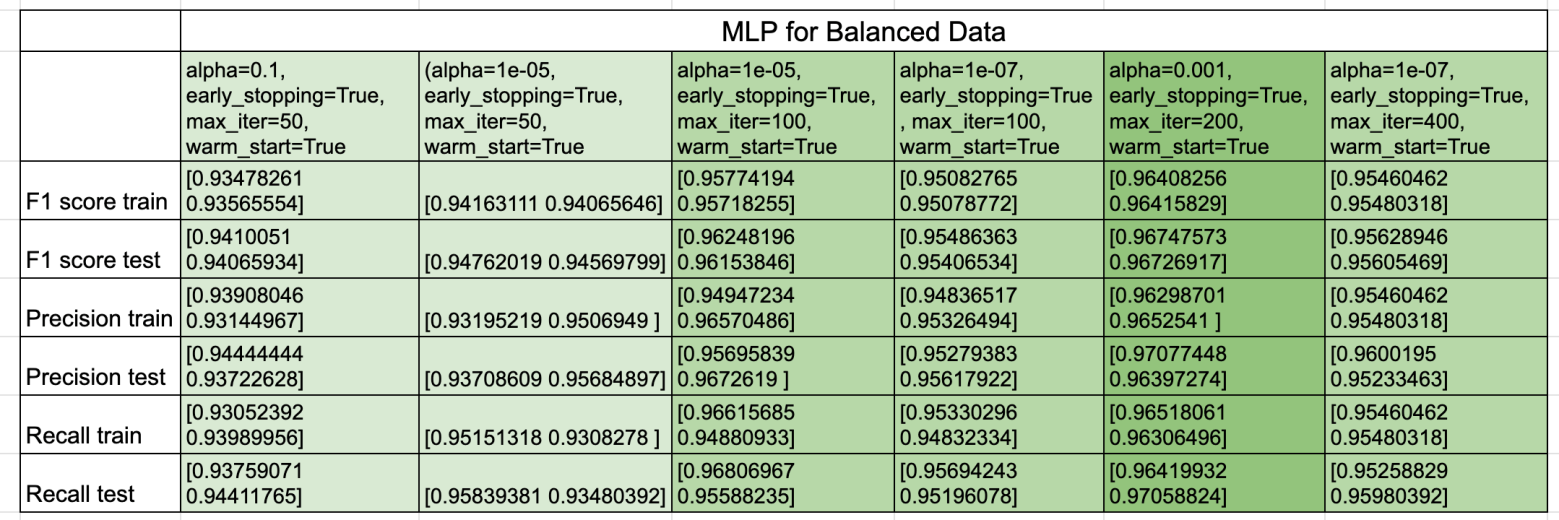 MLP for Balanced Data
alpha=0.1,
early_stopping=True,
max_iter=50,
warm_start=True
(alpha=1e-05,
early_stopping=True,
max_iter=50,
warm_start=True
alpha=1e-05,
early_stopping=True,
max_iter=100,
warm_start=True
alpha=1e-07,
early_stopping=True
, max_iter=100,
warm_start=True
alpha=0.001,
early_stopping=True,
max_iter=200,
warm_start=True
alpha=1e-07,
early_stopping=True,
max_iter=400,
warm_start=True
F1 score train
[0.93478261
0.93565554]
[0.94163111 0.94065646]
[0.95774194
0.95718255]
[0.95082765
0.95078772]
[0.96408256
0.96415829]
[0.95460462
0.95480318]
F1 score test
[0.9410051
0.94065934]
[0.94762019 0.94569799]
[0.96248196
0.96153846]
[0.95486363
0.95406534]
[0.96747573
0.96726917]
[0.95628946
0.95605469]
Precision train
[0.93908046
0.93144967]
[0.93195219 0.9506949 ]
[0.94947234
0.96570486]
[0.94836517
0.95326494]
[0.96298701
0.9652541 ]
[0.95460462
0.95480318]
Precision test
[0.94444444
0.93722628]
[0.93708609 0.95684897]
[0.95695839
0.9672619 ]
[0.95279383
0.95617922]
[0.97077448
0.96397274]
[0.9600195
0.95233463]
Recall train
[0.93052392
0.93989956]
[0.95151318 0.9308278 ]
[0.96615685
0.94880933]
[0.95330296
0.94832334]
[0.96518061
0.96306496]
[0.95460462
0.95480318]
Recall test
[0.93759071
0.94411765]
[0.95839381 0.93480392]
[0.96806967
0.95588235]
[0.95694243
0.95196078]
[0.96419932
0.97058824]
[0.95258829
0.95980392]